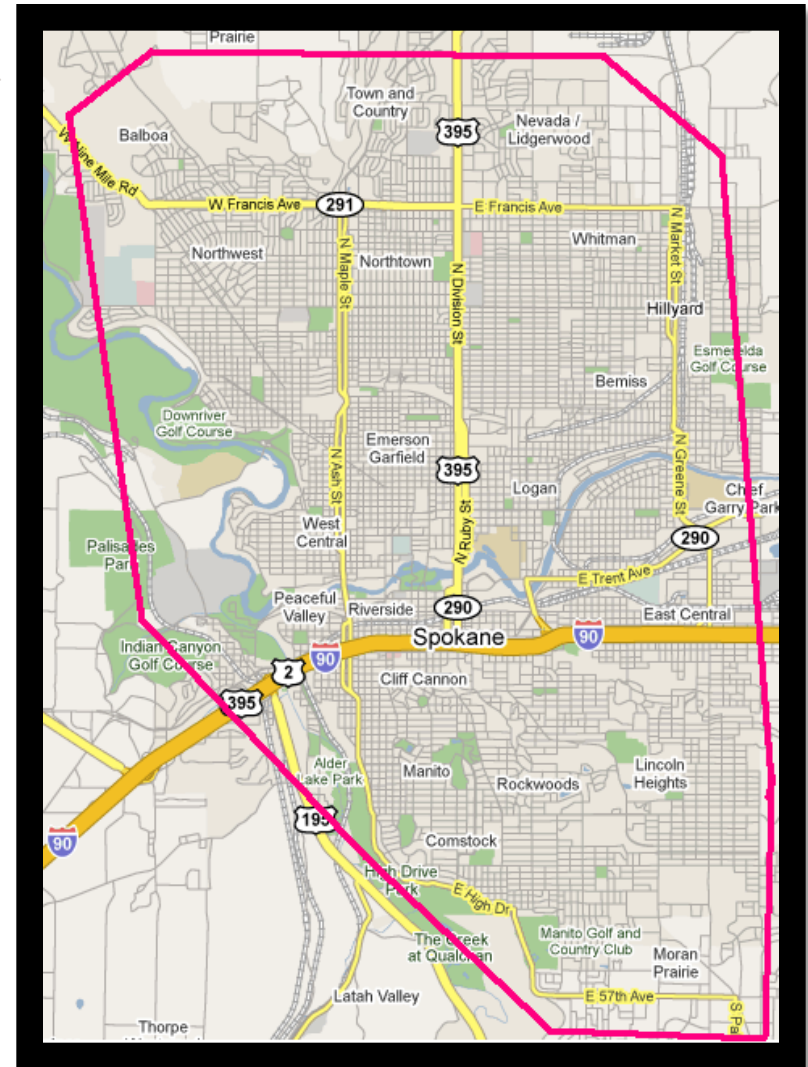 Prairie
Town and
Country
395
Nevada /
Lidgerwood
Balboa
W Nine Mile Rd
W. Francis Ave
291
E Francis Ave
Whitman
N Market St
Northwest
N Maple St
Northtown
N Division St
Hillyard
Esmerelda
Golf Course
Bemiss
Downriver
Golf Course
Emerson
Garfield
N Ash St
395
N Greene St
Logan
Chief
Garry Park
West
Central
N Ruby St
290
Palisades
Park
E Trent Ave
Peaceful
Valley
Riverside
290
East Central
Spokane
90
90
Indian Canyon
Golf Course
2
395
Cliff Cannon
Alder
Lake Park
Manito
Rockwoods
Lincoln
Heights
195
90
Comstock
High Drive
Park
E High Dr
The Creek
at Qualchan
Manito Golf and
Country Club
Moran
Prairie
Latah Valley
E 57th Ave
S Pa
Thorpe